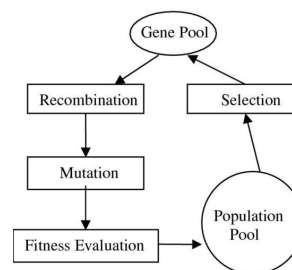 Gene Pool
Recombination
Selection
Mutation
Population
Pool
Fitness Evaluation